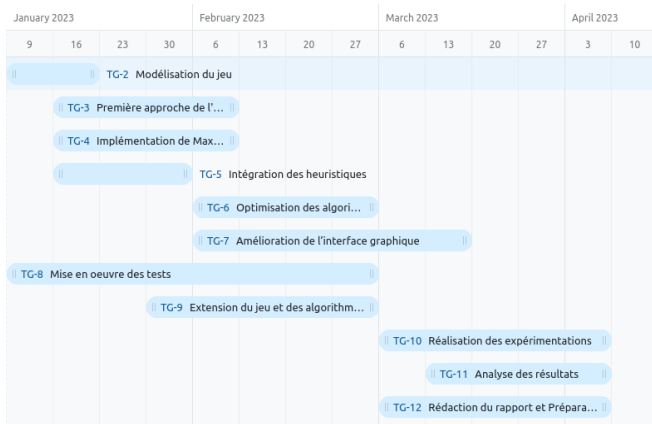 January 2023 February 2023 March 2023 April 2023
9 16 23 30 6 13 20 27 6 13 20 27 3 10
TG-2 Modélisation du jeu
TG-3 Première approche de l'...
TG-4 Implémentation de Max...
TG-5 Intégration des heuristiques
TG-6 Optimisation des algori...
TG-7 Amélioration de l'interface graphique
TG-8 Mise en oeuvre des tests
TG-9 Extension du jeu et des algorithm...
TG-10 Réalisation des expérimentations
TG-11 Analyse des résultats
TG-12 Rédaction du rapport et Prépara...